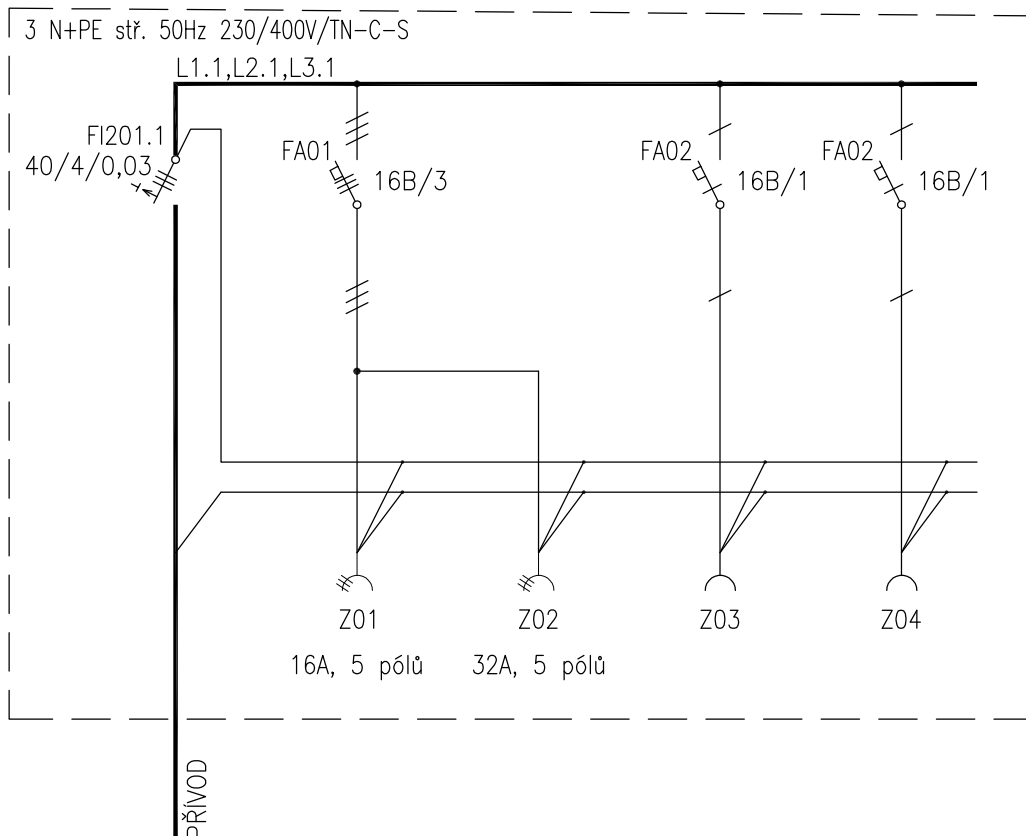 3 N+PE stř. 50Hz 230/400V/TN-C-S
L1.1,L2.1,L3.1
FI201.1
40/4/0,03
FA01
16B/3
FA02
16B/1
FA02
16B/1
Z01
Z02
Z03
Z04
16A, 5 pólů
32A, 5 pólů
PŘÍVOD